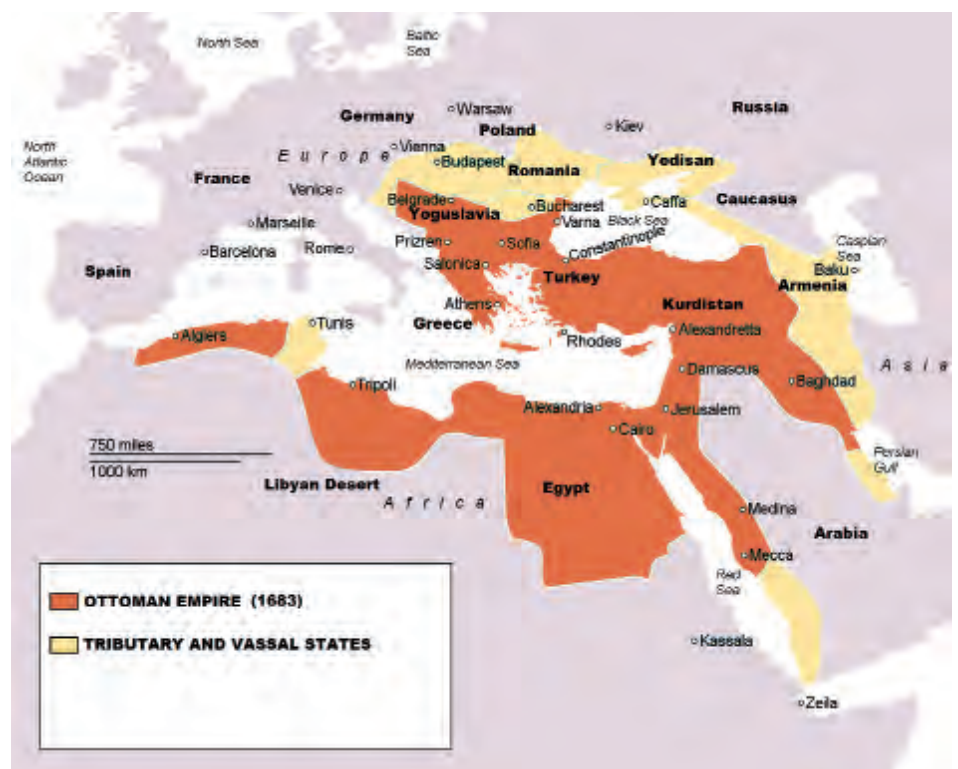 North Sea
Baltic
Sea
Russia
Warsaw
Germany
Poland
Kiev
North
Atlantic
Ocean
Vienna
Europe
Budapest
Yedisan
Romania
France
Venice
Belgrade
Bucharest
Caffa
Caucasus
Yoguslavia
Varna
Black Sea
Marseille
Constantinople
Prizren
Sofia
Caspian
Sea
Barcelona
Rome
Salonica
Baku
Spain
Turkey
Armenia
Kurdistan
Athens
Tunis
Greece
Algiers
Rhodes
Alexandretta
Mediterranean Sea
Damascus
Asia
Tripoli
Baghdad
Alexandria
Jerusalem
Cairo
750 miles
1000 km
Persian
Gulf
Libyan Desert
Egypt
Africa
Medina
Arabia
Mecca
Red
Sea
OTTOMAN EMPIRE (1683)
TRIBUTARY AND VASSAL STATES
Kassala
Zeila